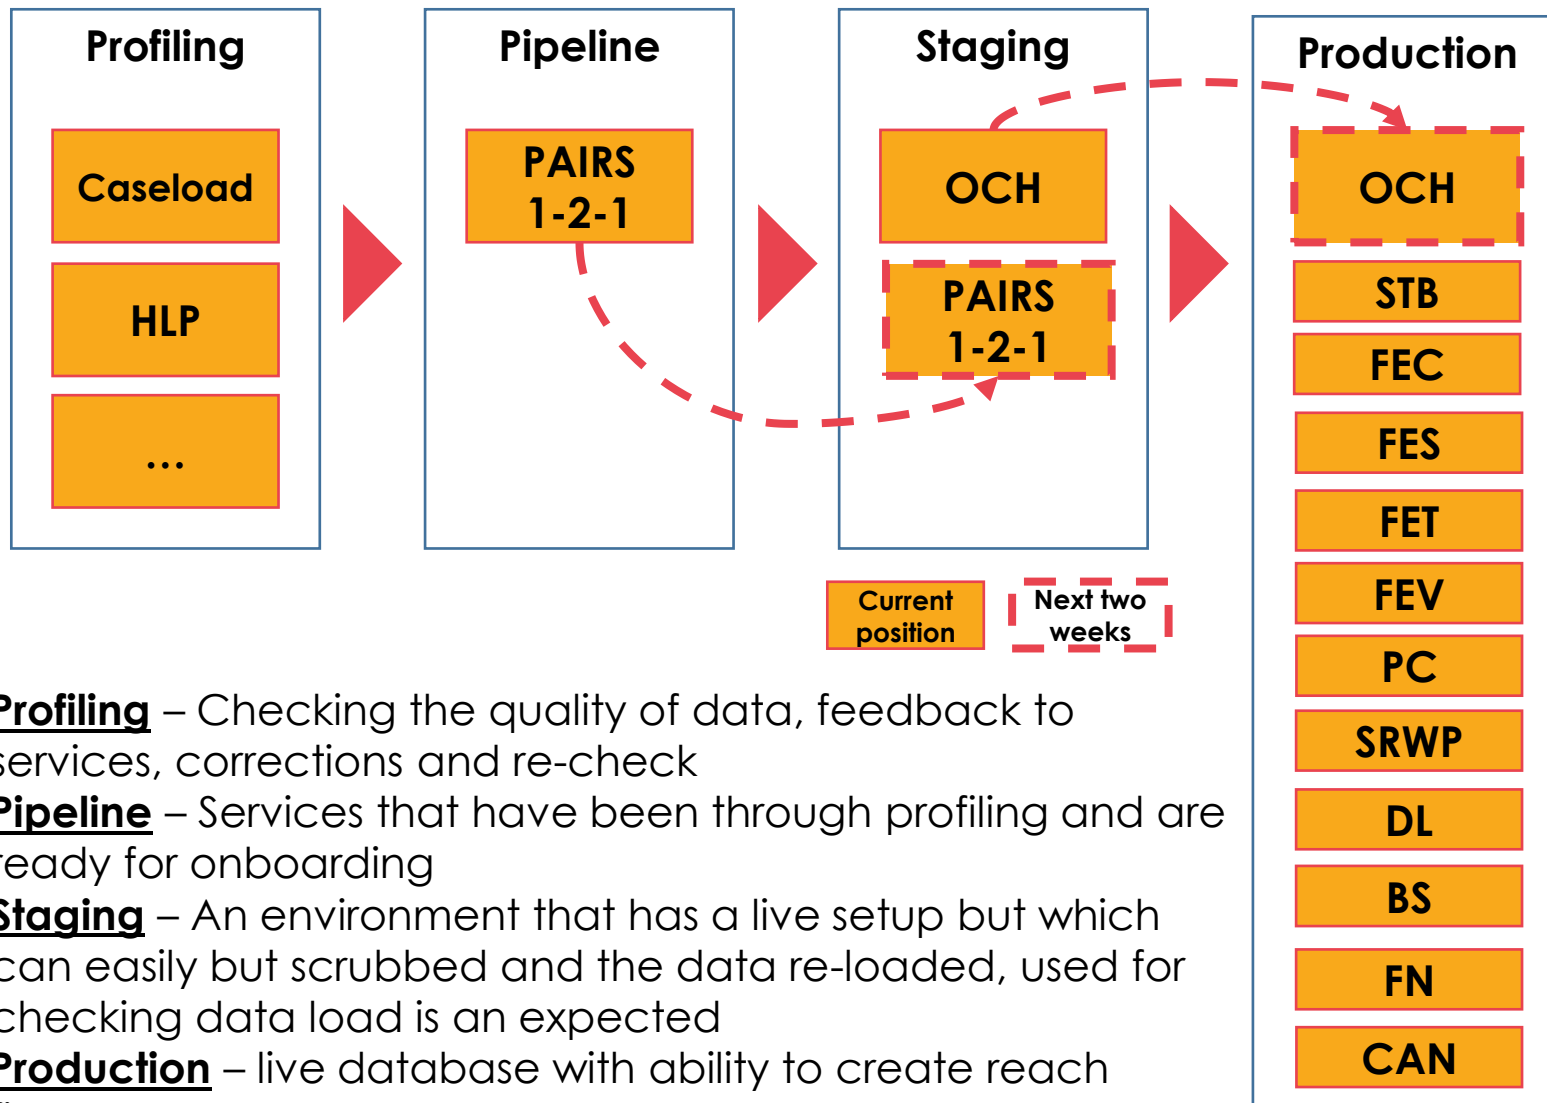 Profiling
Caseload
HLP
...
Pipeline
PAIRS
1-2-1
Staging
OCH
PAIRS
1-2-1
Production
OCH
STB
FEC
FES
FET
FEV
PC
SRWP
DL
BS
FN
CAN
Current
position
Next two
weeks
Profiling – Checking the quality of data, feedback to
services, corrections and re-check
Pipeline – Services that have been through profiling and are
ready for onboarding
Staging – An environment that has a live setup but which
can easily but scrubbed and the data re-loaded, used for
checking data load is an expected
Production – live database with ability to create reach